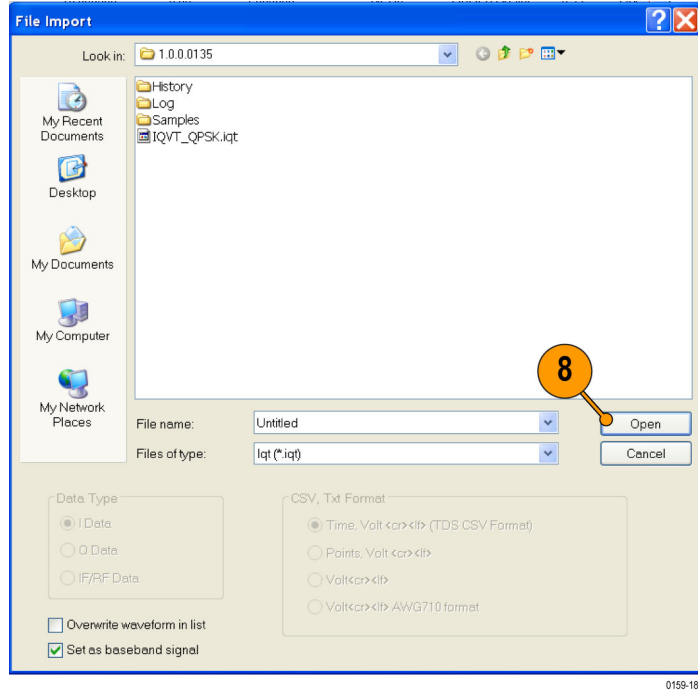 File Import
Look in: 1.0.0.0135
History
Log
Samples
IQVT_QPSK.iqt
My Recent
Documents
Desktop
My Documents
My Computer
My Network
Places
8
File name: Untitled Open
Files of type: Iqt (*.iqt) Cancel
Data Type
I Data
Q Data
IF/RF Data
CSV, Txt Format
Time, Volt <cr><lf> (TDS CSV Format)
Points, Volt <cr><lf>
Volt<cr><lf>
Volt<cr><lf> AWG710 format
Overwrite waveform in list
Set as baseband signal
0159-18